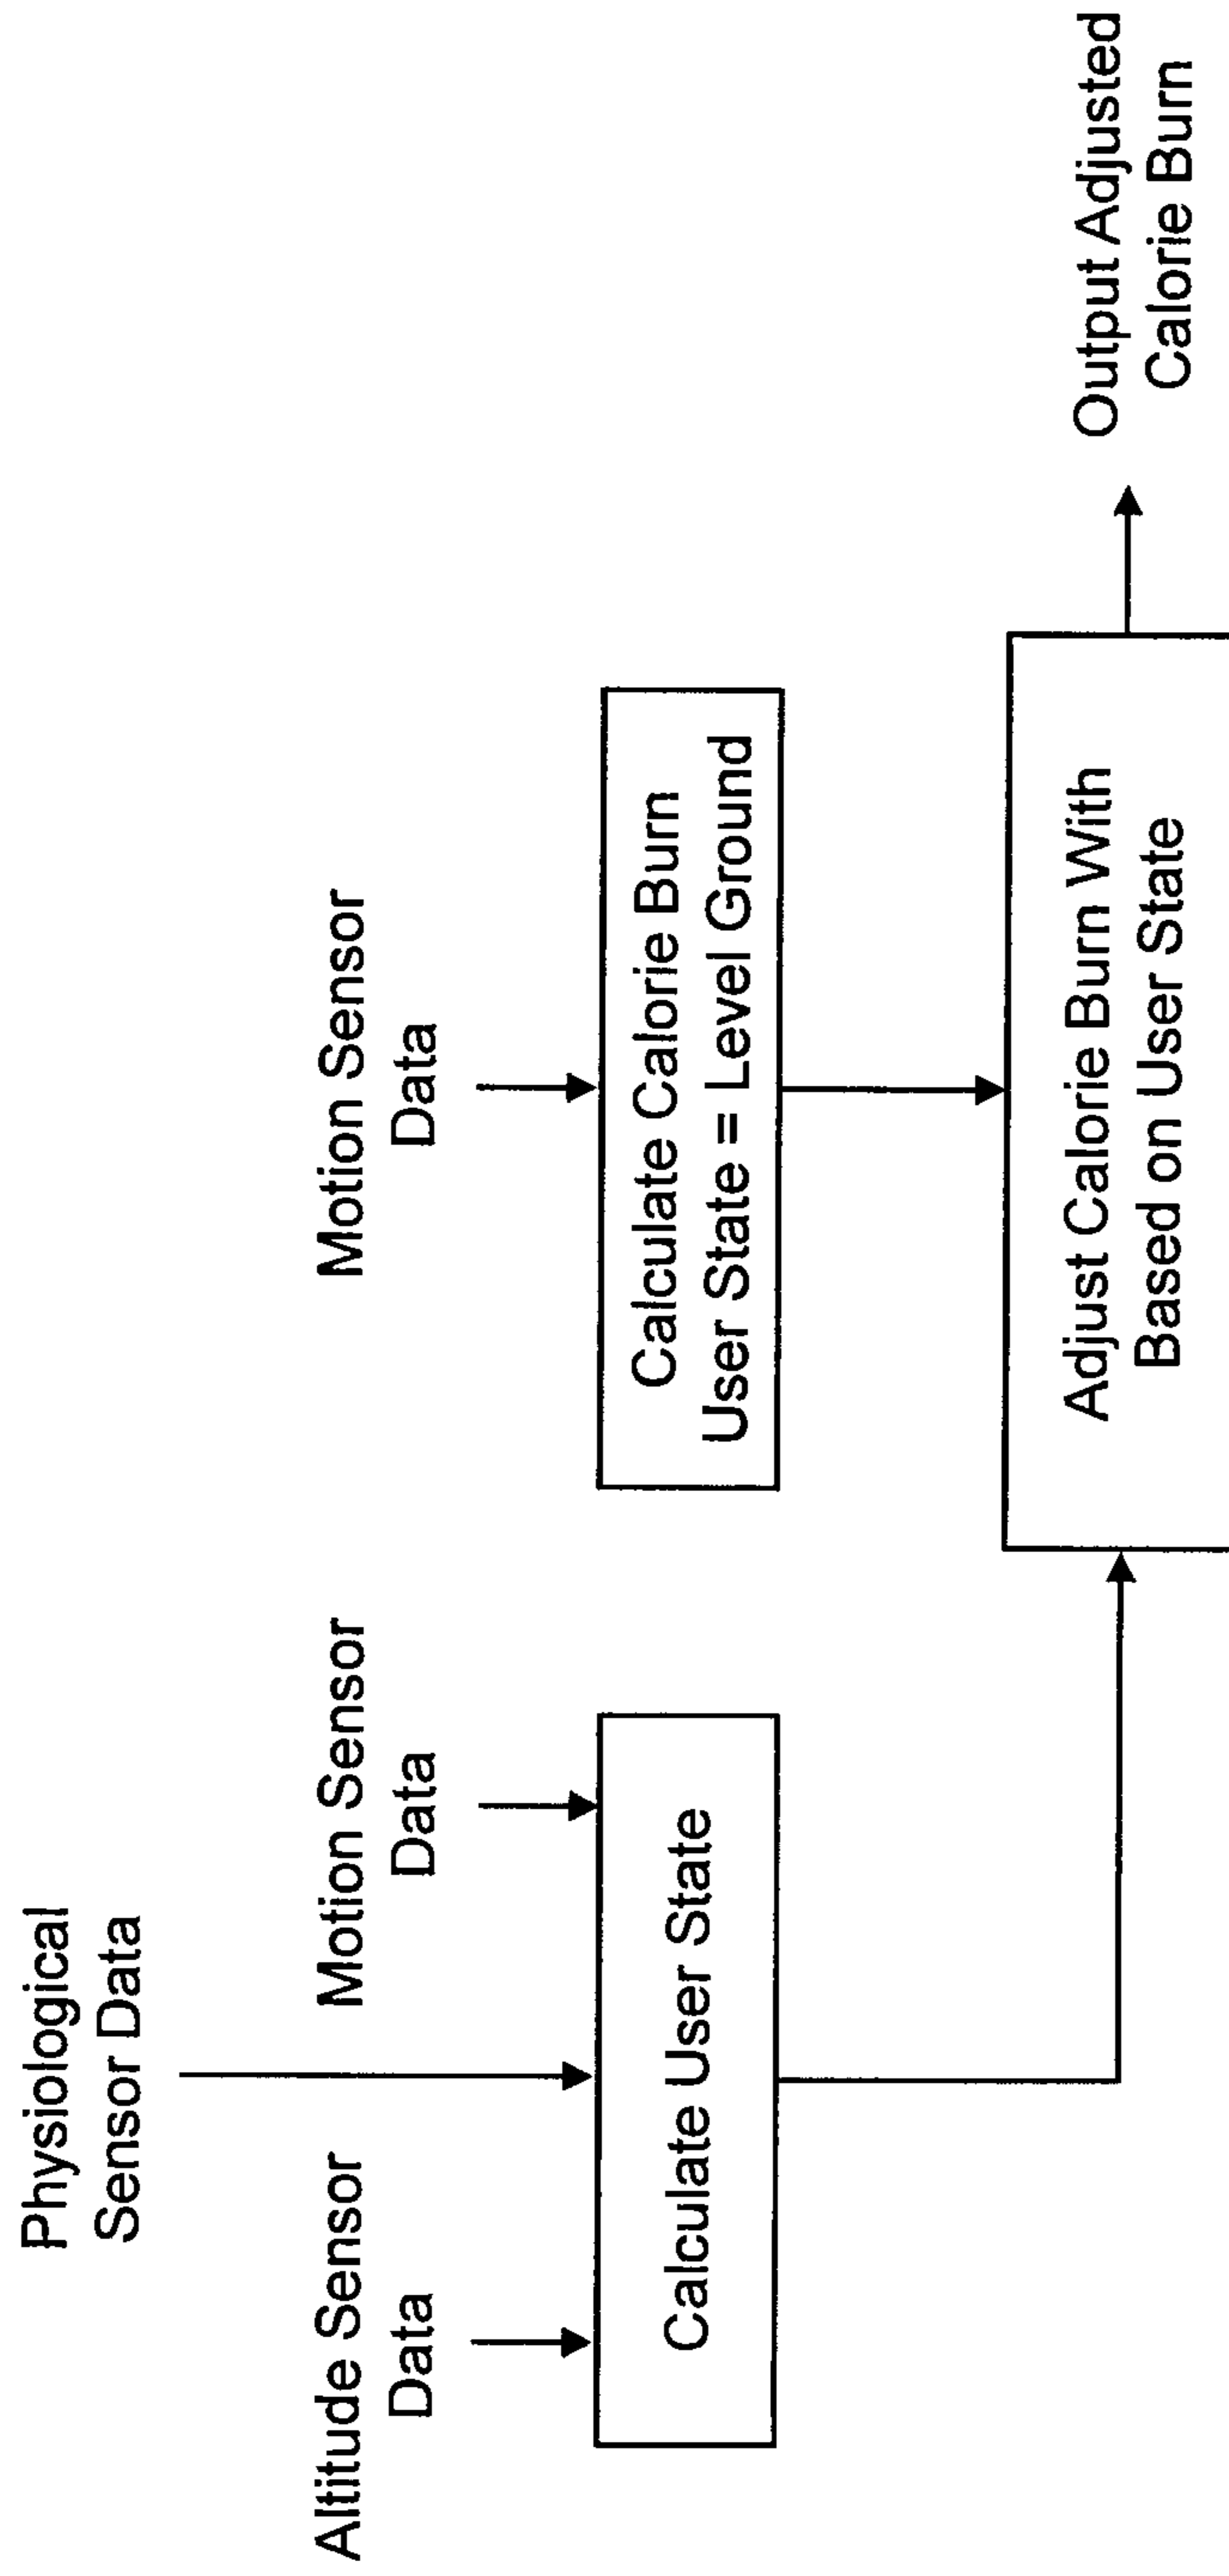 Physiological
Sensor Data
Altitude Sensor
Data
Motion Sensor
Data
Motion Sensor
Data
Calculate User State
Calculate Calorie Burn
User State = Level Ground
Adjust Calorie Burn With
Based on User State
Output Adjusted
Calorie Burn